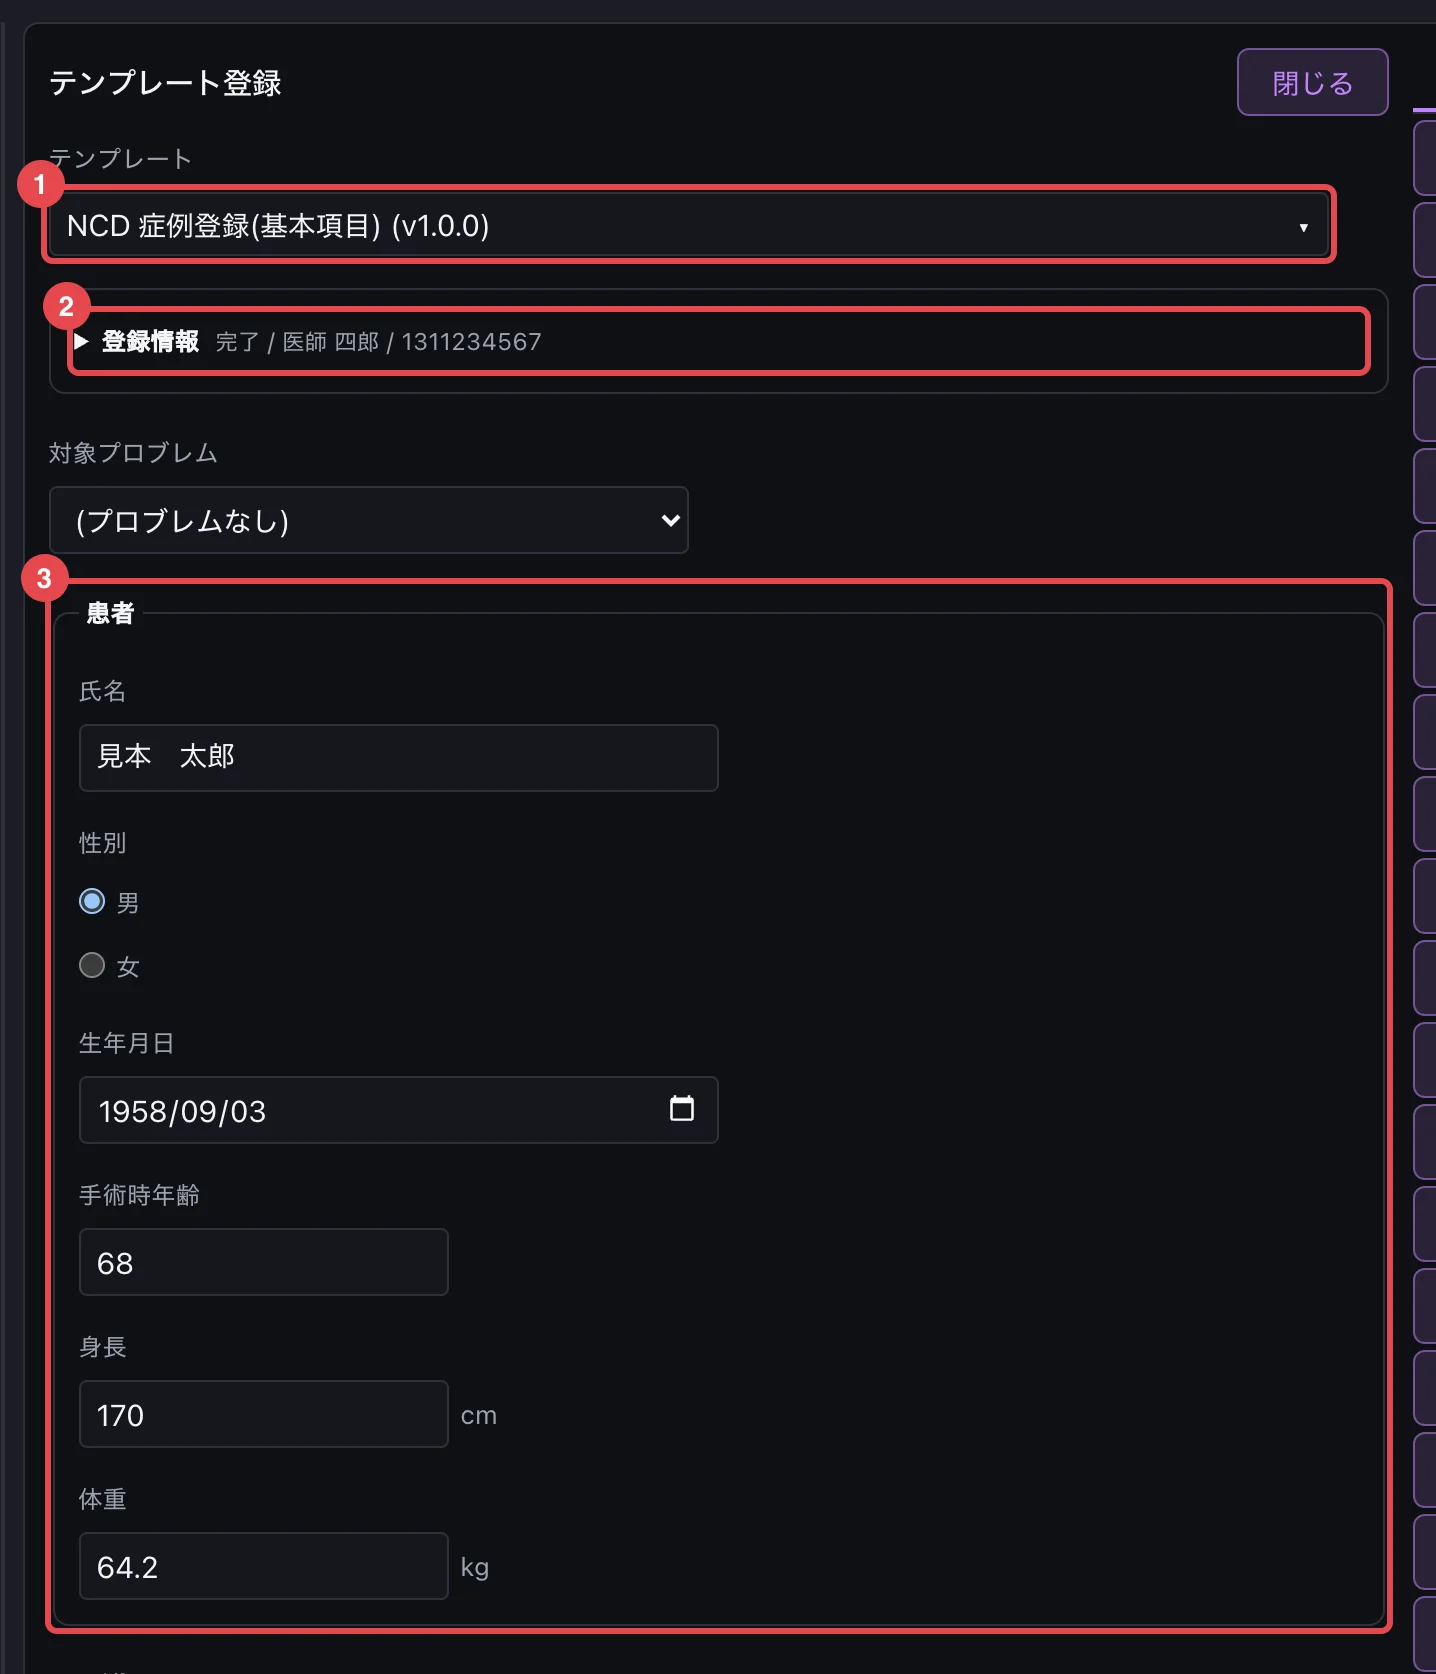 テンプレート登録
閉じる
テンプレート
1
NCD 症例登録(基本項目) (v1.0.0)
2
登録情報 完了 / 医師 四郎 / 1311234567
対象プロブレム
(プロブレムなし)
3
患者
氏名
見本　太郎
性別
男
女
生年月日
1958/09/03
手術時年齢
68
身長
170 cm
体重
64.2 kg